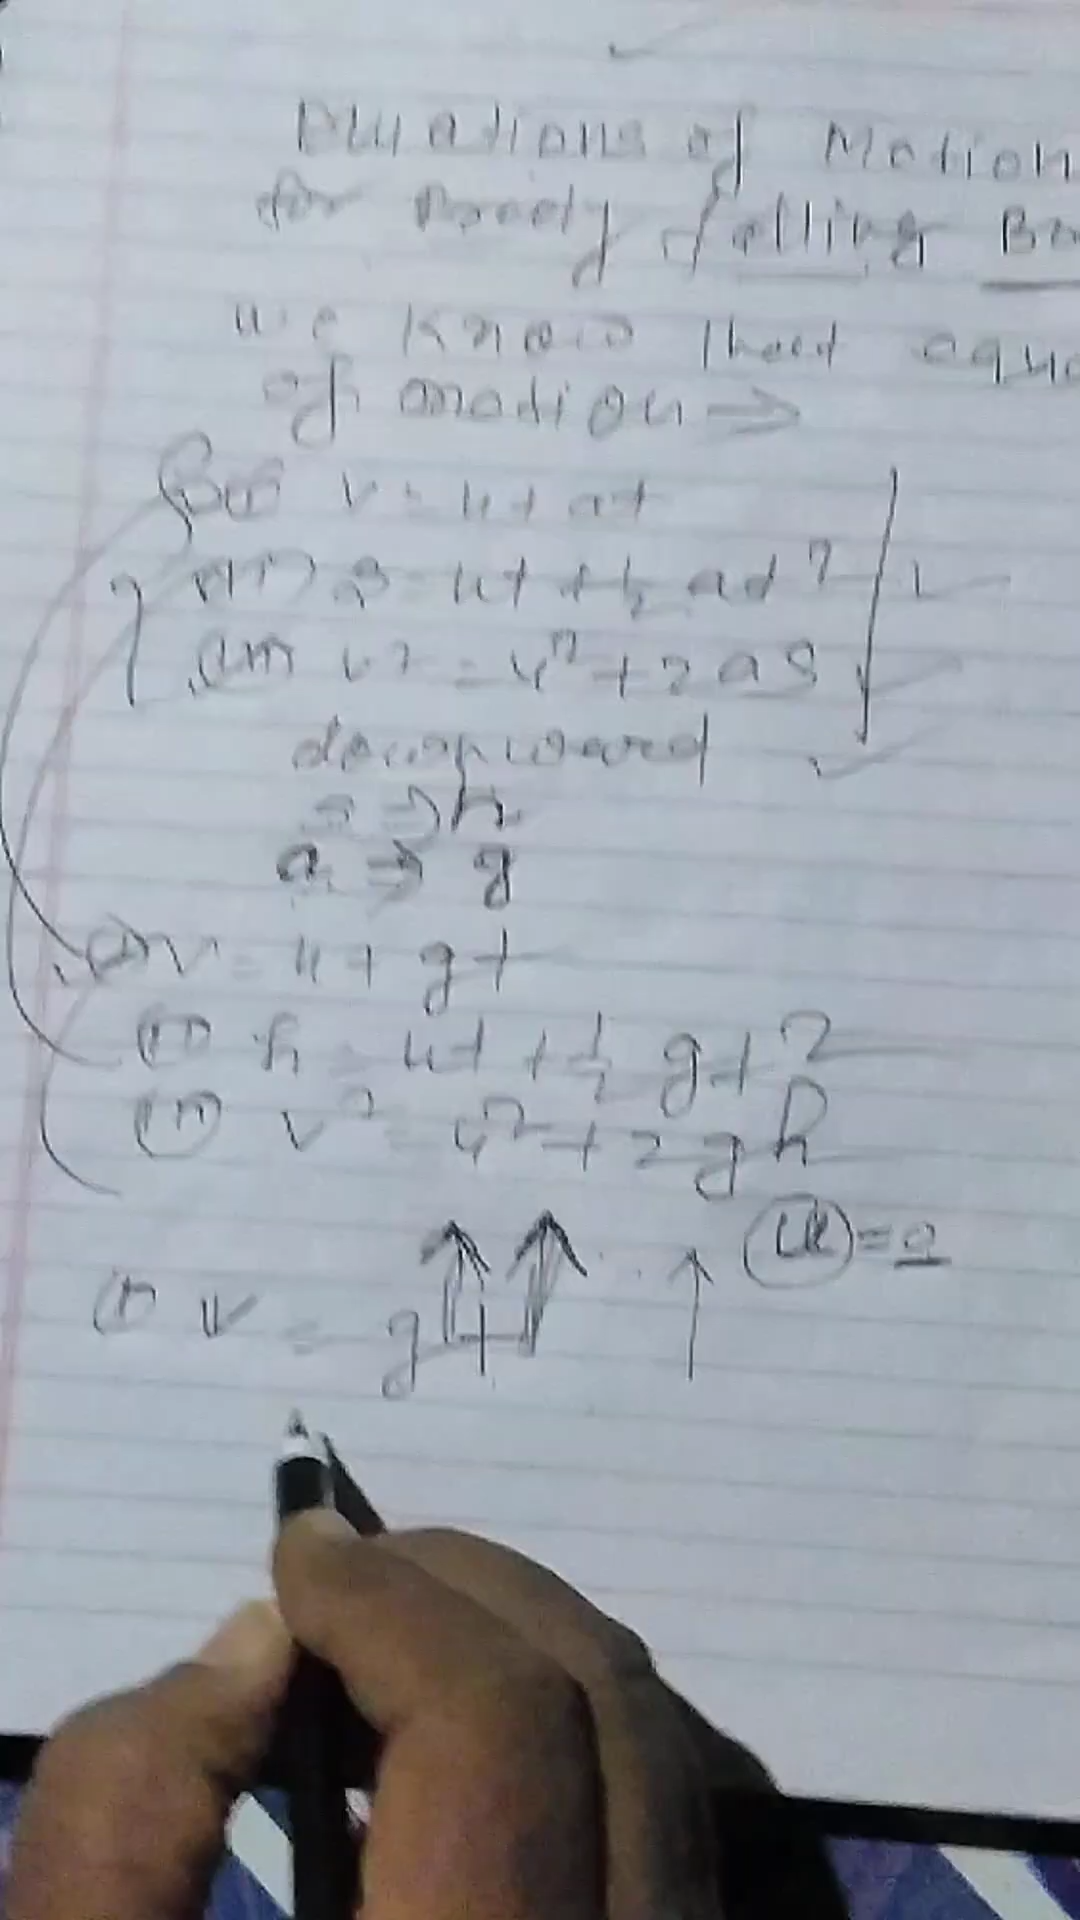 Equations of Motion
for Freely falling Bo
we know that equa
of motion ⇒
v = u + at
(ii) s = ut + ½ at²
(iii) v² = u² + 2as
downward
s ⇒ h
a ⇒ g
(i) v = u + gt
(ii) h = ut + ½ gt²
(iii) v² = u² + 2gh
(u) = 0
(i) v = gt